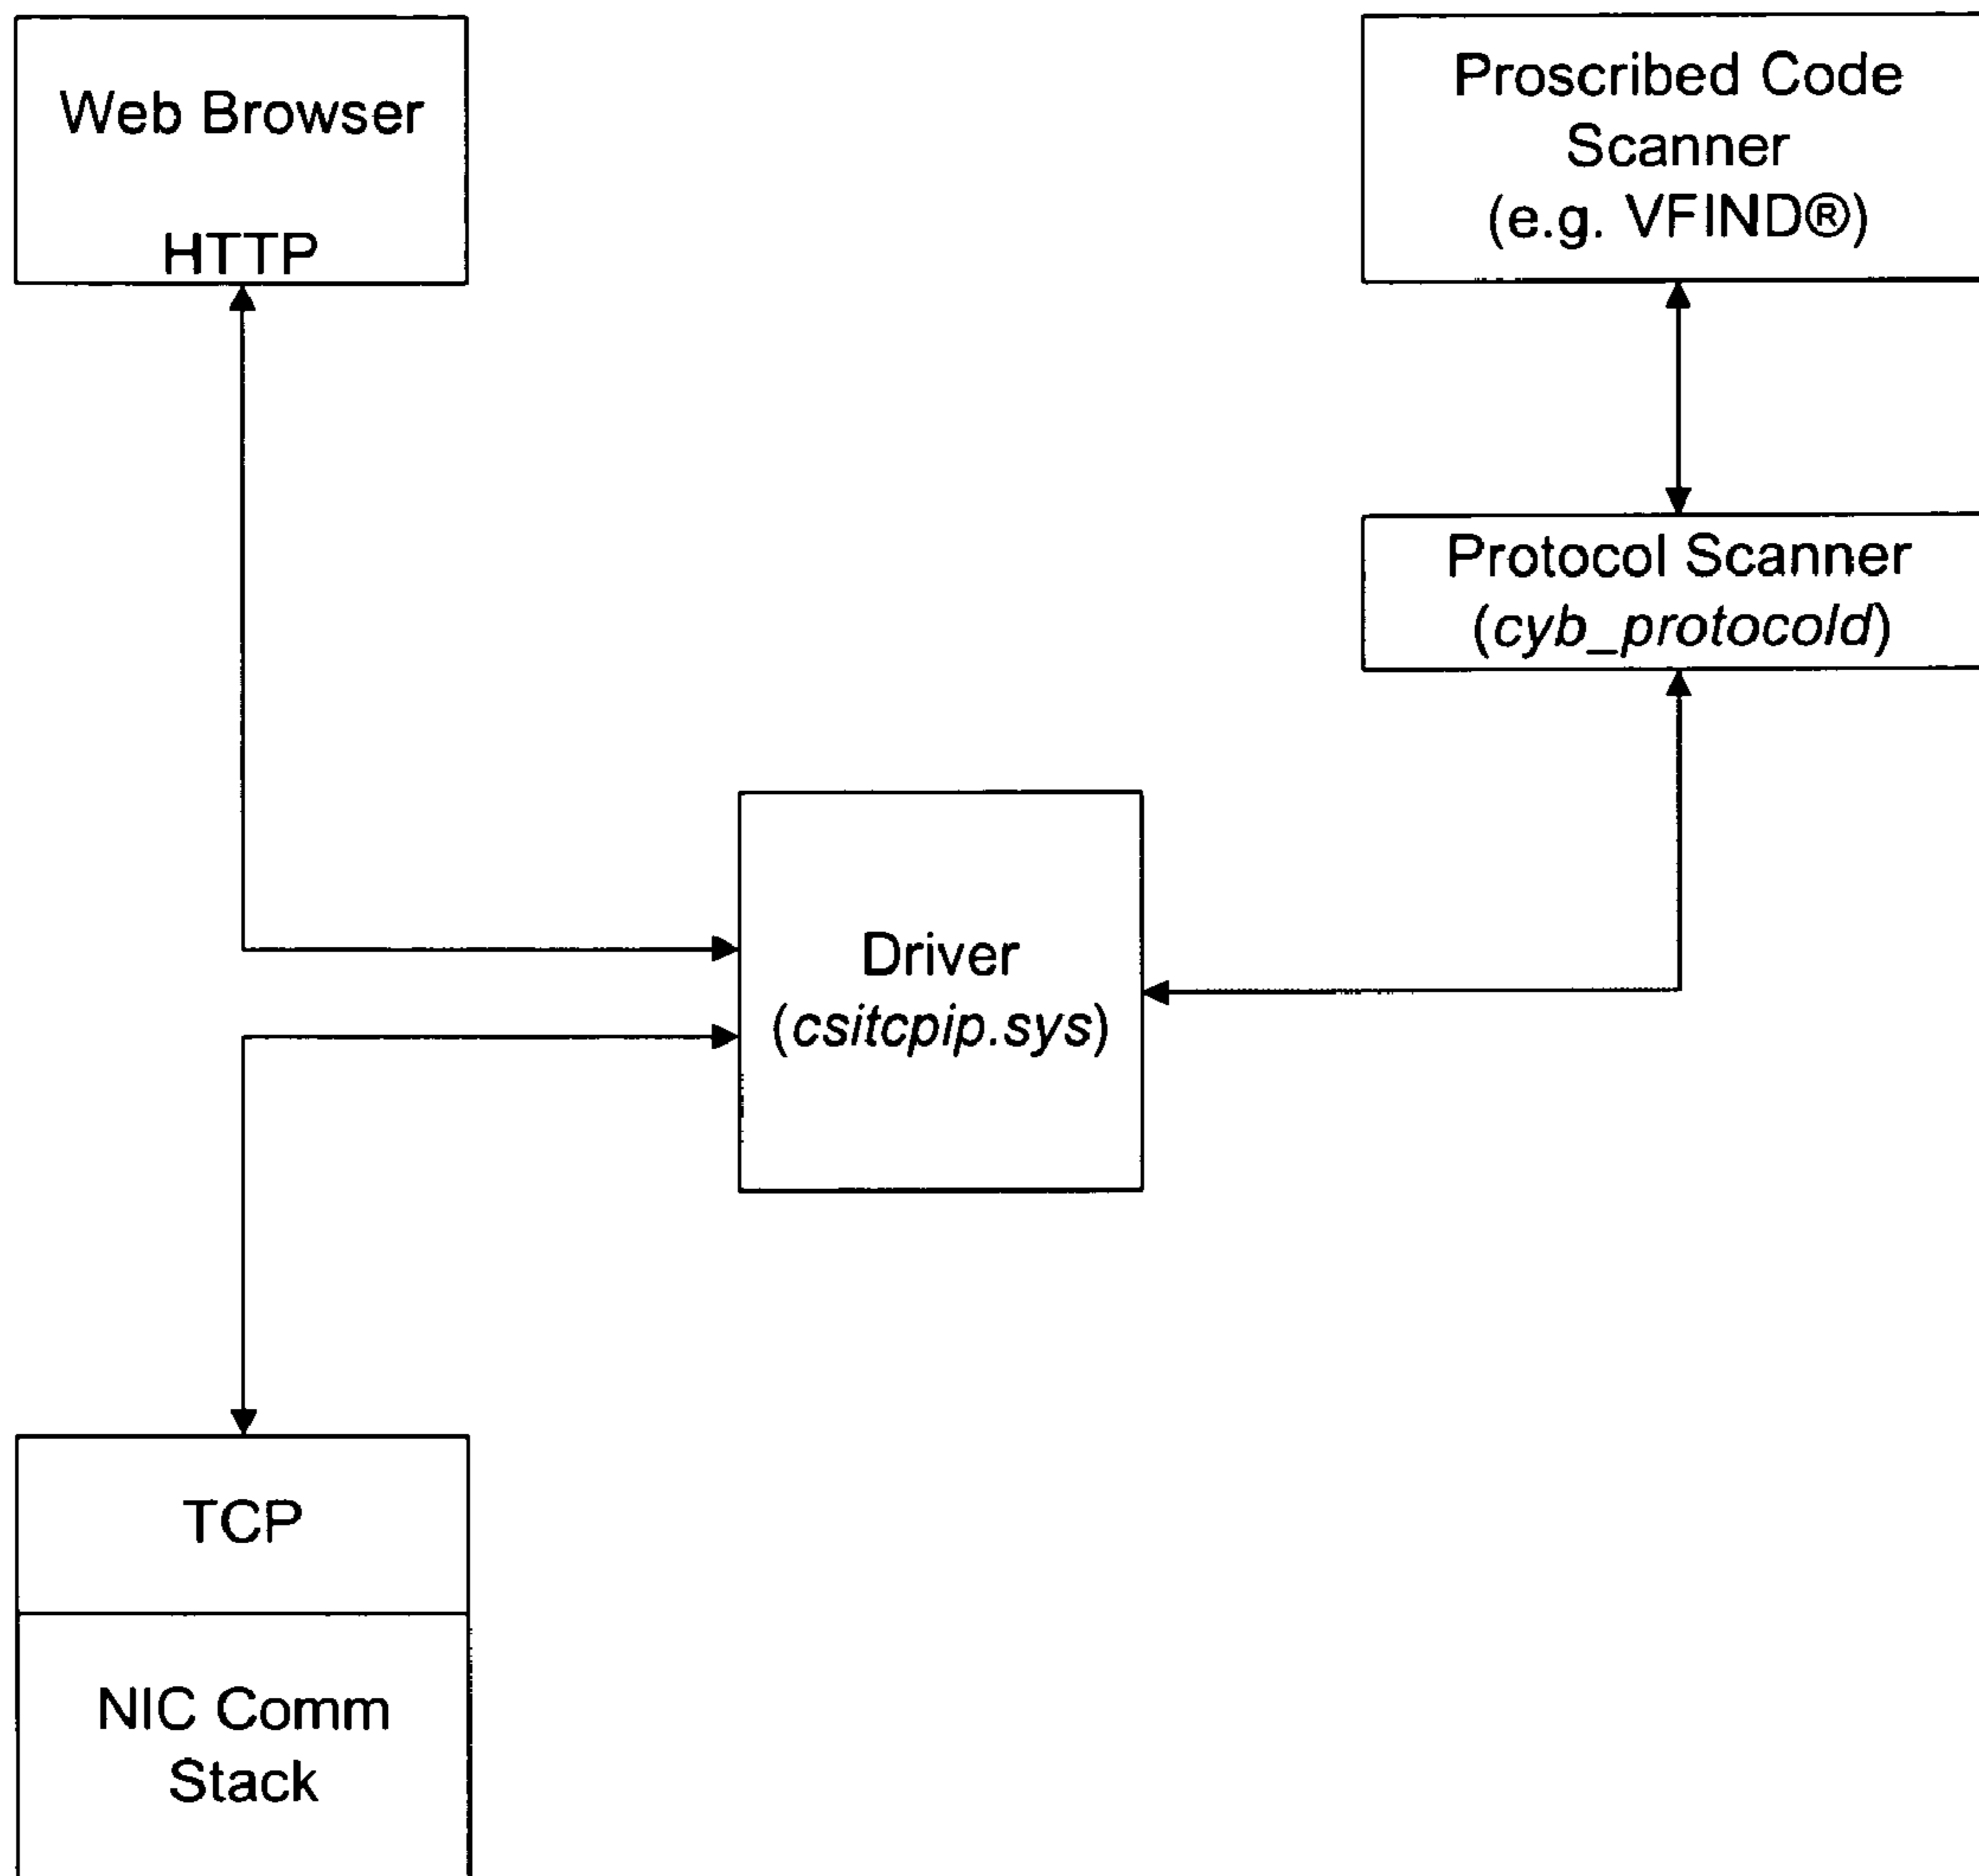 Web Browser
HTTP
Proscribed Code
Scanner
(e.g. VFIND®)
Protocol Scanner
(cyb_protocold)
Driver
(csitcpip.sys)
TCP
NIC Comm
Stack